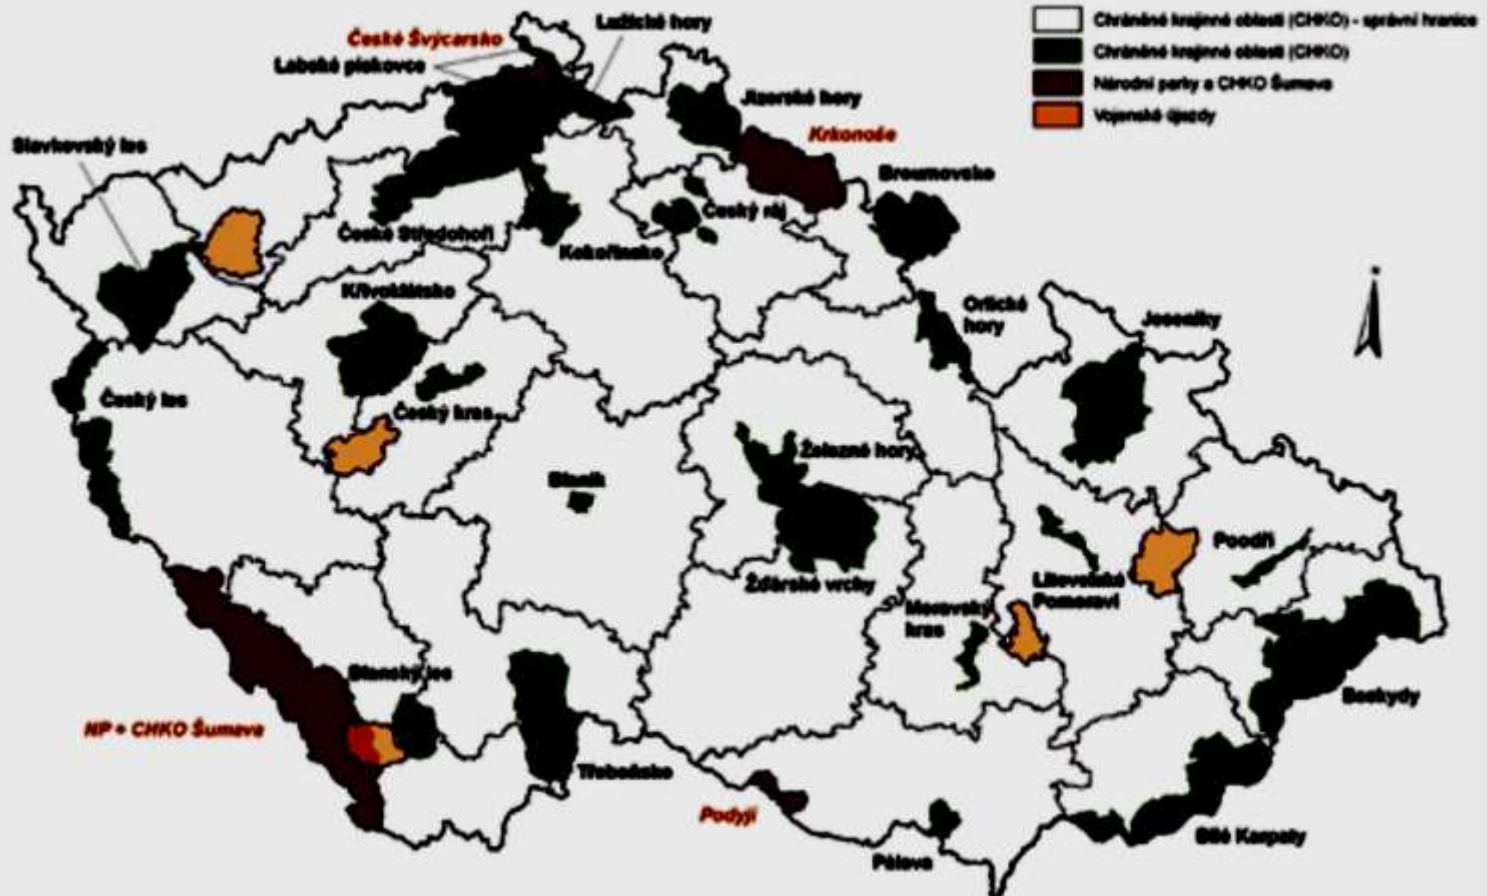 České Švýcarsko
Lužické hory
Labské pískovce
Chráněné krajinné oblasti (CHKO) - správní hranice
Chráněné krajinné oblasti (CHKO)
Národní parky a CHKO Šumava
Vojenské újezdy
Jizerské hory
Krkonoše
Slavkovský les
Broumovsko
Český ráj
České Středohoří
Kokořínsko
Křivoklátsko
Orlické
hory
Jeseníky
Český les
Český kras
Železné hory
Blaník
Poodří
Žďárské vrchy
Litovelské
Pomoraví
Moravský
kras
Blanský les
Beskydy
NP + CHKO Šumava
Třeboňsko
Podyjí
Bílé Karpaty
Pálava